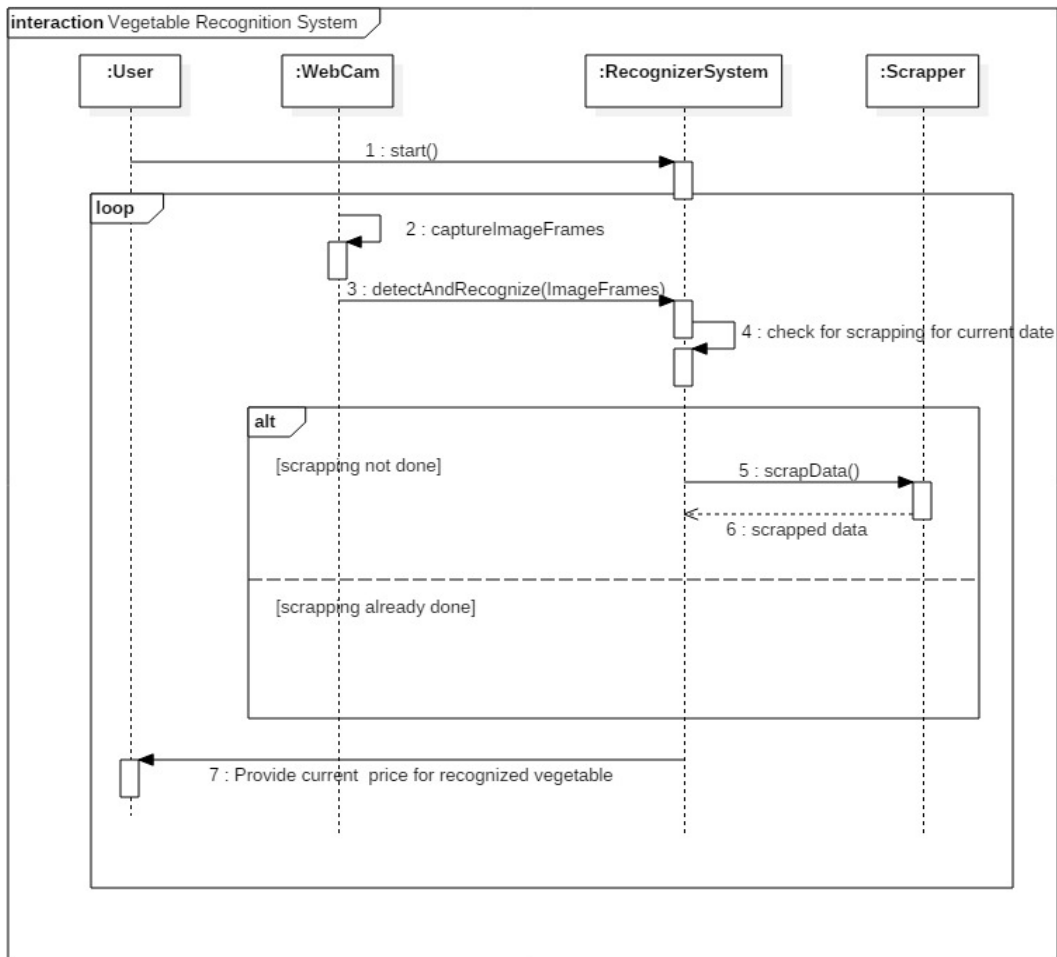 interaction Vegetable Recognition System
:User
:WebCam
:RecognizerSystem
:Scrapper
1 : start()
loop
2 : captureImageFrames
3 : detectAndRecognize(ImageFrames)
4 : check for scrapping for current date
alt
[scrapping not done]
5 : scrapData()
6 : scrapped data
[scrapping already done]
7 : Provide current  price for recognized vegetable